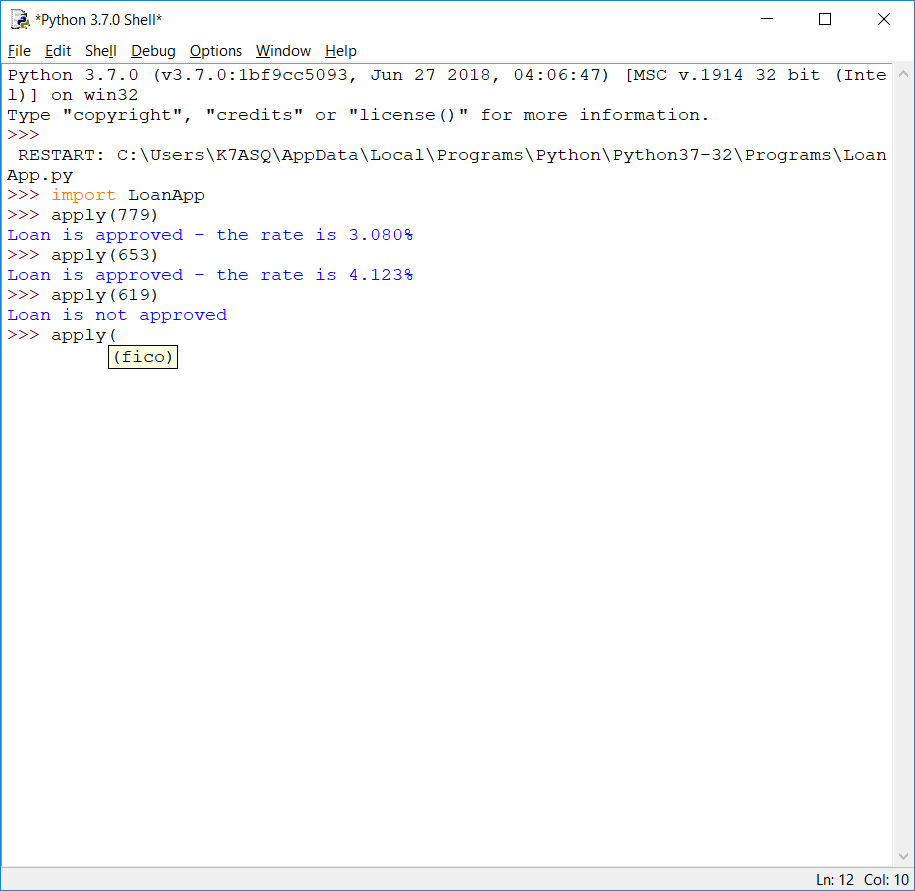 *Python 3.7.0 Shell*
File Edit Shell Debug Options Window Help
Python 3.7.0 (v3.7.0:1bf9cc5093, Jun 27 2018, 04:06:47) [MSC v.1914 32 bit (Inte
l)] on win32
Type "copyright", "credits" or "license()" for more information.
>>>
 RESTART: C:\Users\K7ASQ\AppData\Local\Programs\Python\Python37-32\Programs\Loan
App.py
>>> import LoanApp
>>> apply(779)
Loan is approved - the rate is 3.080%
>>> apply(653)
Loan is approved - the rate is 4.123%
>>> apply(619)
Loan is not approved
>>> apply(
(fico)
Ln: 12 Col: 10